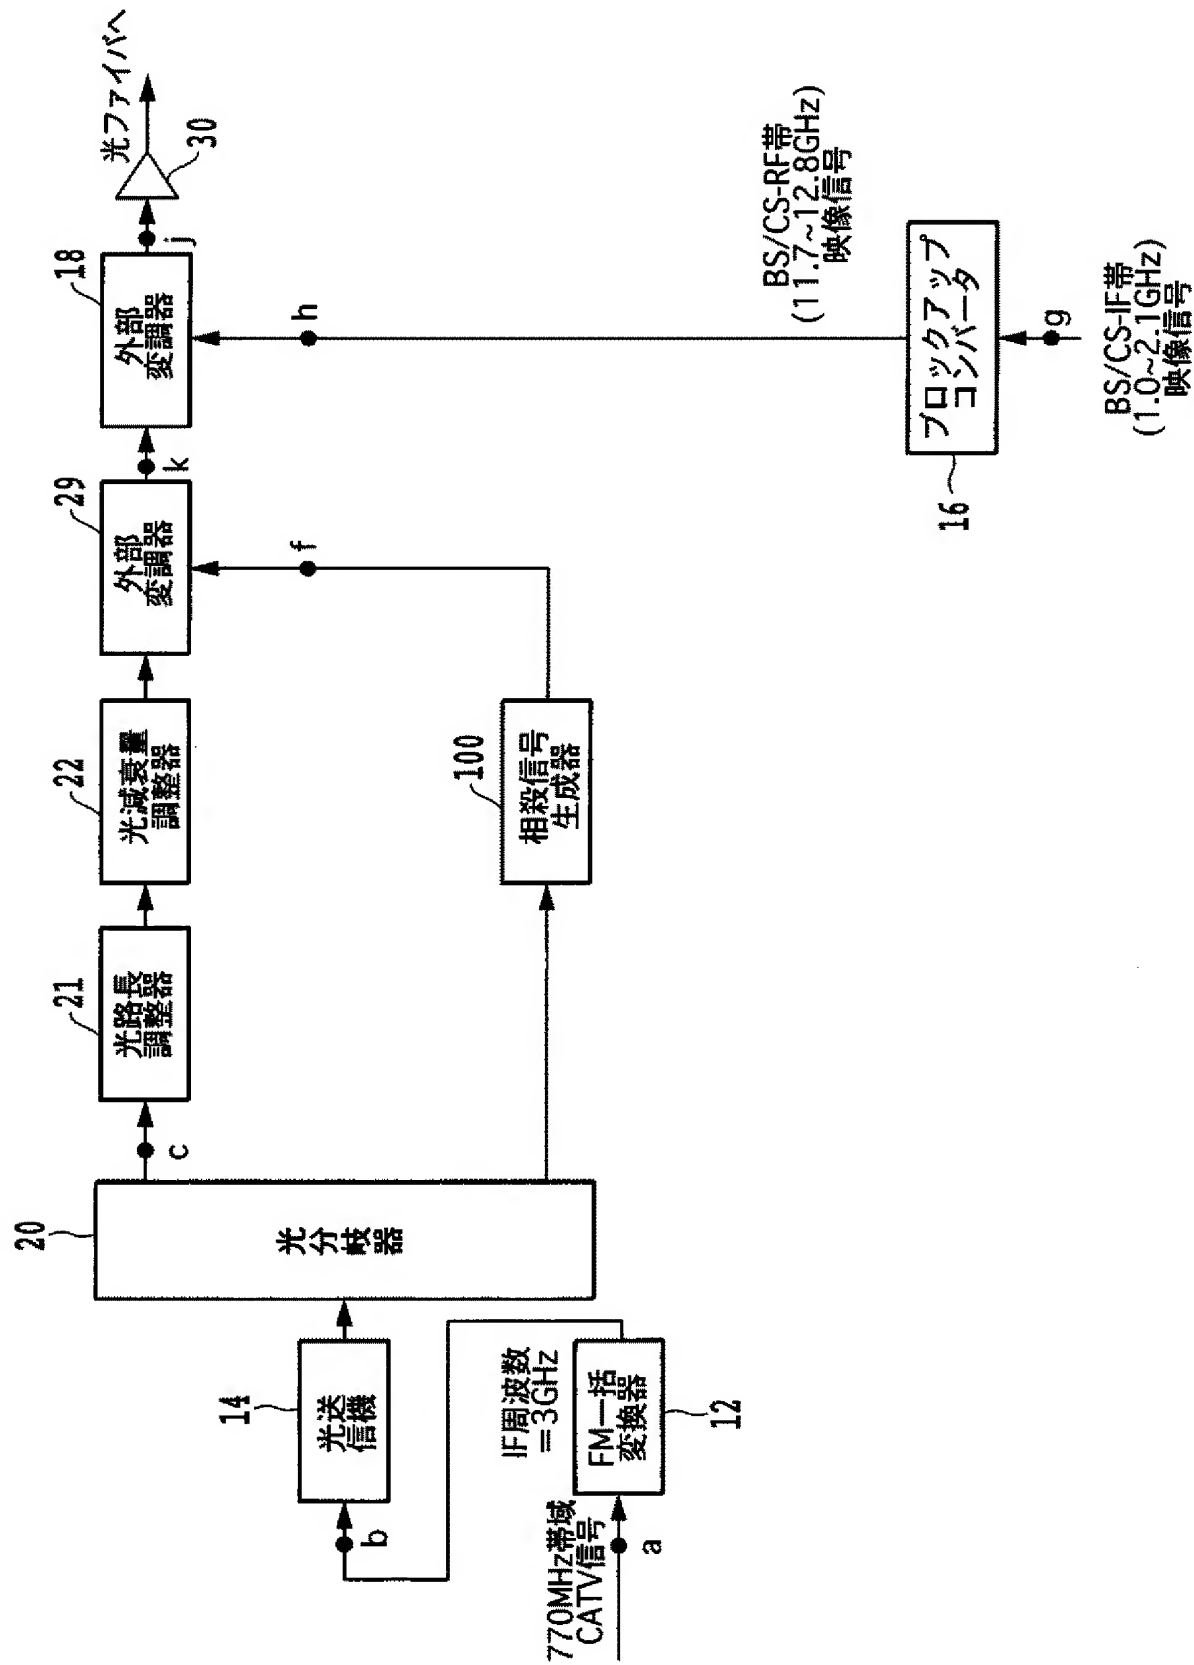 770MHz帯域
CATV信号
a
FM一括
変換器
12
IF周波数
＝3GHz
b
光送
信機
14
光分岐器
20
c
光路長
調整器
21
光減衰量
調整器
22
相殺信号
生成器
100
f
外部
変調器
29
k
外部
変調器
18
j
30
光ファイバへ
h
BS/CS-RF帯
(11.7~12.8GHz)
映像信号
ブロックアップ
コンバータ
16
g
BS/CS-IF帯
(1.0~2.1GHz)
映像信号